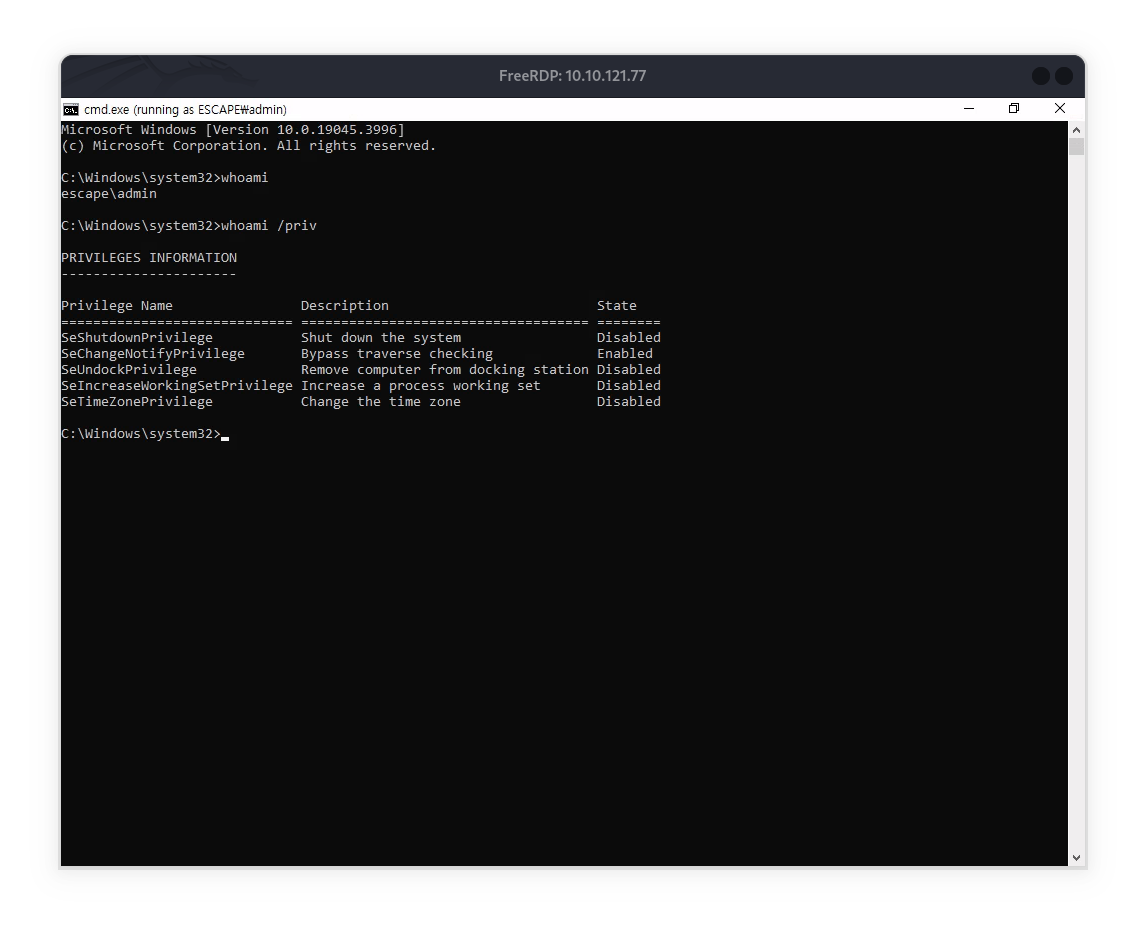 FreeRDP: 10.10.121.77
cmd.exe (running as ESCAPE₩admin)
Microsoft Windows [Version 10.0.19045.3996]
(c) Microsoft Corporation. All rights reserved.
C:\Windows\system32>whoami
escape\admin
C:\Windows\system32>whoami /priv
PRIVILEGES INFORMATION
----------------------
Privilege Name                Description                          State
============================= ==================================== ========
SeShutdownPrivilege           Shut down the system                 Disabled
SeChangeNotifyPrivilege       Bypass traverse checking             Enabled
SeUndockPrivilege             Remove computer from docking station Disabled
SeIncreaseWorkingSetPrivilege Increase a process working set       Disabled
SeTimeZonePrivilege           Change the time zone                 Disabled
C:\Windows\system32>